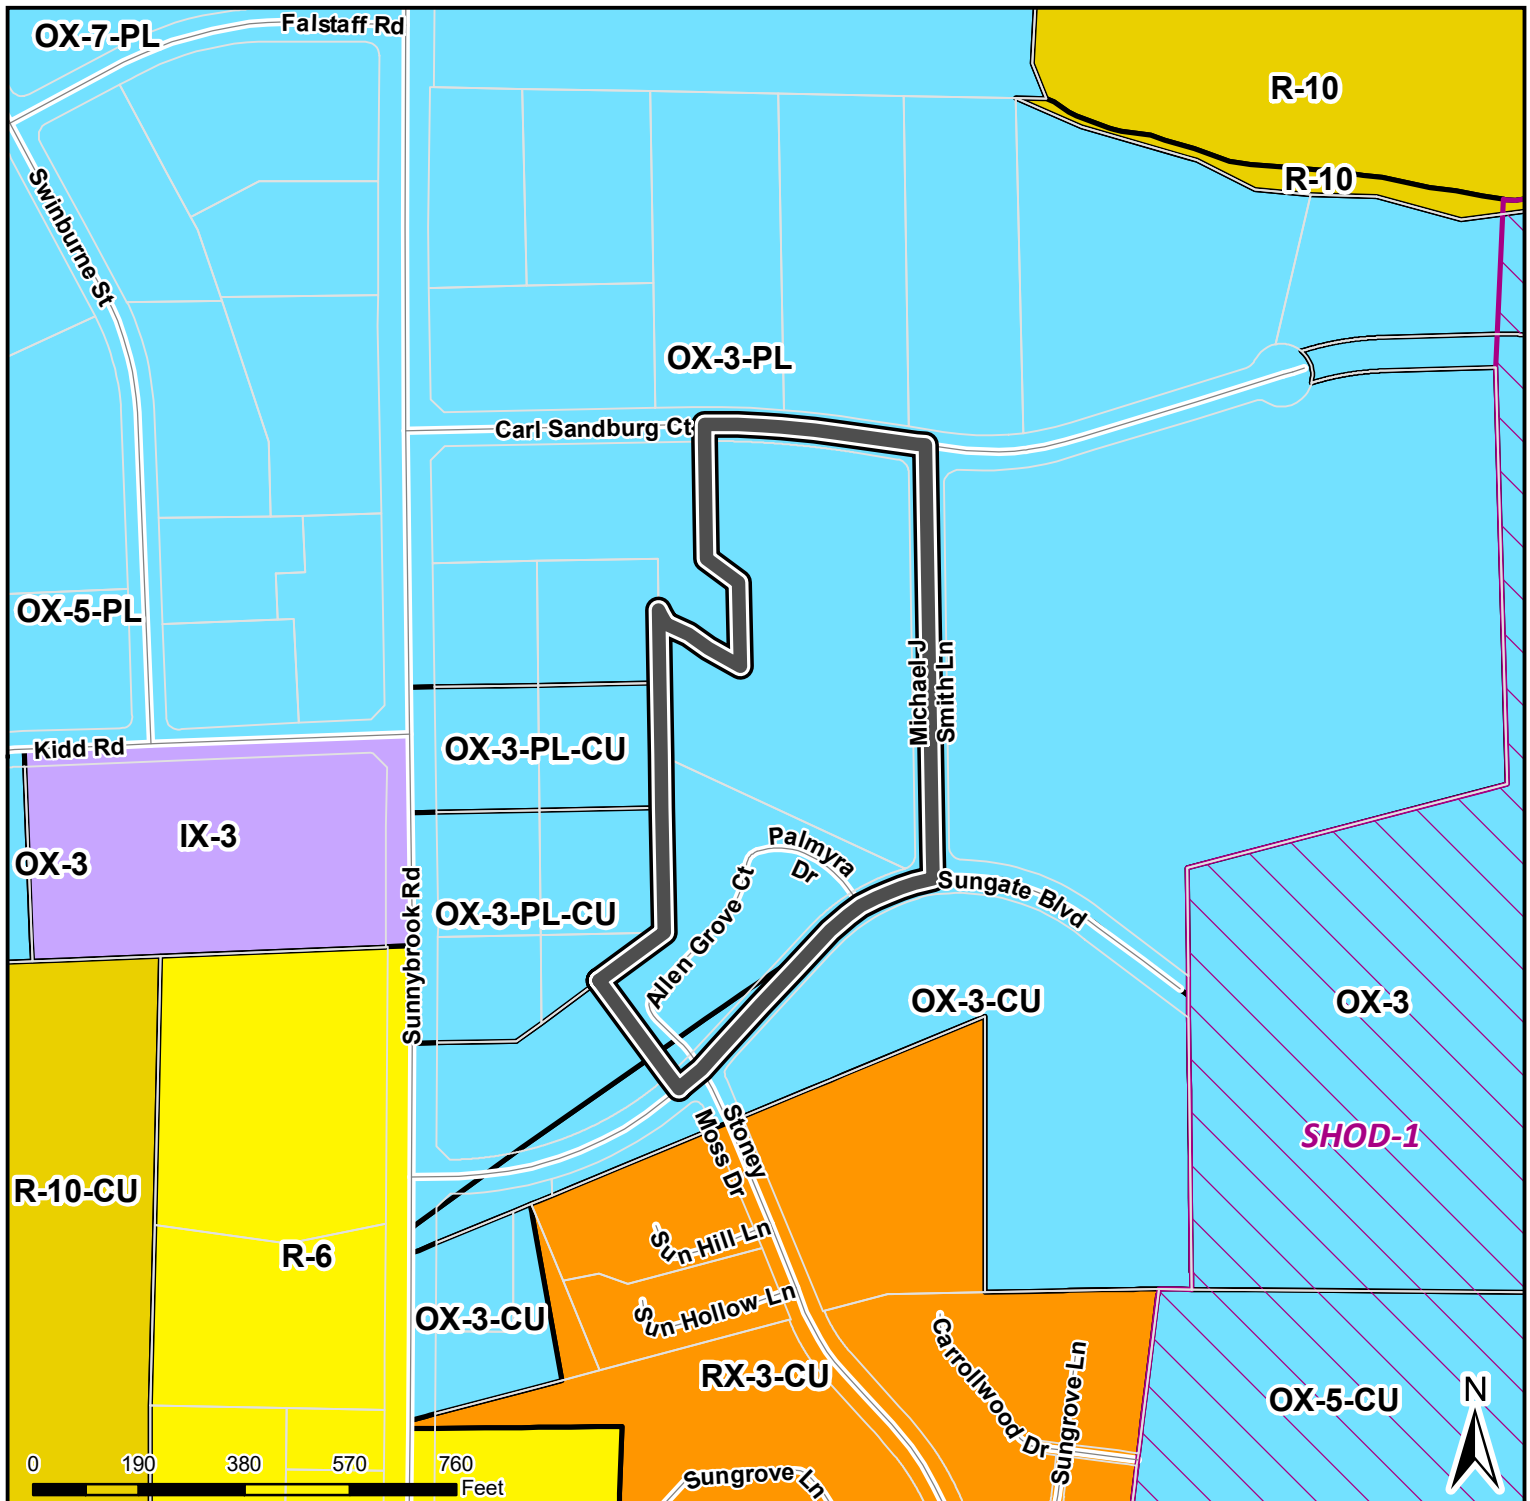 OX-7-PL
Falstaff Rd
R-10
R-10
Swinburne St
OX-3-PL
Carl Sandburg Ct
OX-5-PL
Michael J
Smith Ln
Kidd Rd
OX-3-PL-CU
IX-3
OX-3
Palmyra
Dr
Sungate Blvd
Sunnybrook Rd
OX-3-PL-CU
Allen Grove Ct
OX-3-CU
OX-3
SHOD-1
Stoney
Moss Dr
R-10-CU
R-6
Sun Hill Ln
Sun Hollow Ln
OX-3-CU
RX-3-CU
Carrollwood Dr
Sungrove Ln
OX-5-CU
N
Sungrove Ln
0 190 380 570 760
Feet